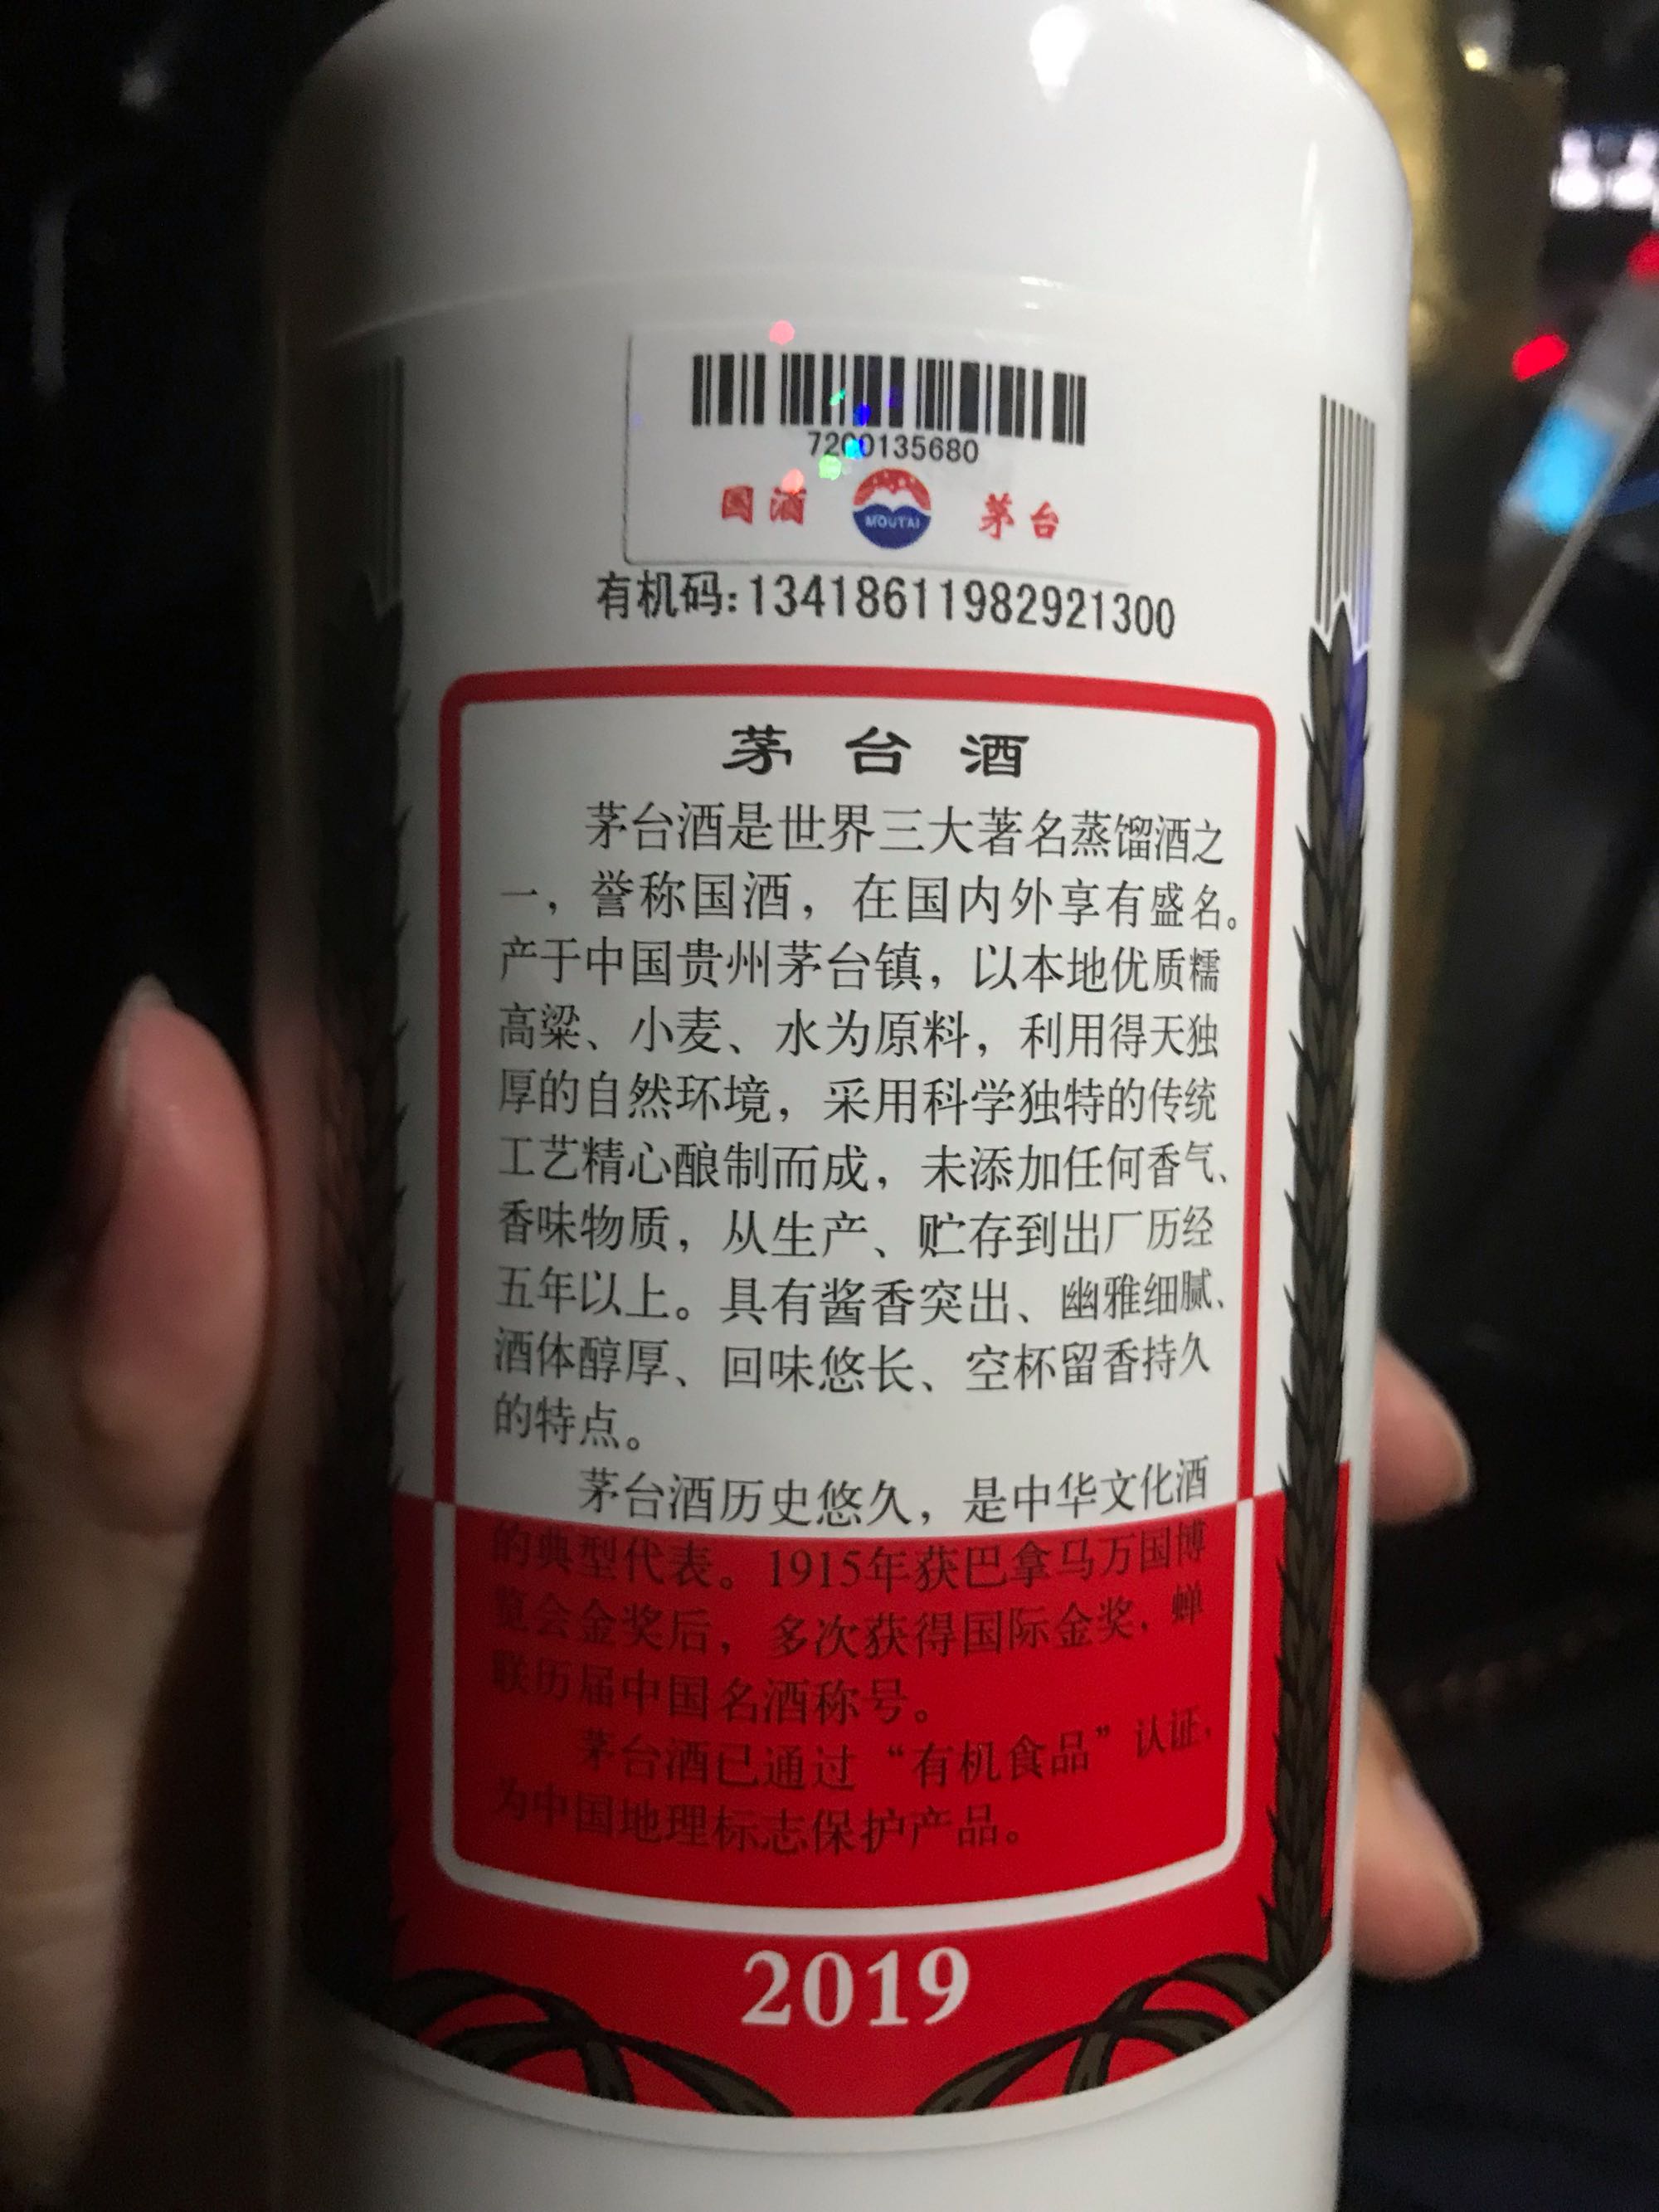 7200135680
国酒 MOUTAI 茅台
有机码:13418611982921300
茅台酒
茅台酒是世界三大著名蒸馏酒之
一，誉称国酒，在国内外享有盛名。
产于中国贵州茅台镇，以本地优质糯
高粱、小麦、水为原料，利用得天独
厚的自然环境，采用科学独特的传统
工艺精心酿制而成，未添加任何香气、
香味物质，从生产、贮存到出厂历经
五年以上。具有酱香突出、幽雅细腻、
酒体醇厚、回味悠长、空杯留香持久
的特点。
茅台酒历史悠久，是中华文化酒
的典型代表。1915年获巴拿马万国博
览会金奖后，多次获得国际金奖，蝉
联历届中国名酒称号。
茅台酒已通过“有机食品”认证，
为中国地理标志保护产品。
2019